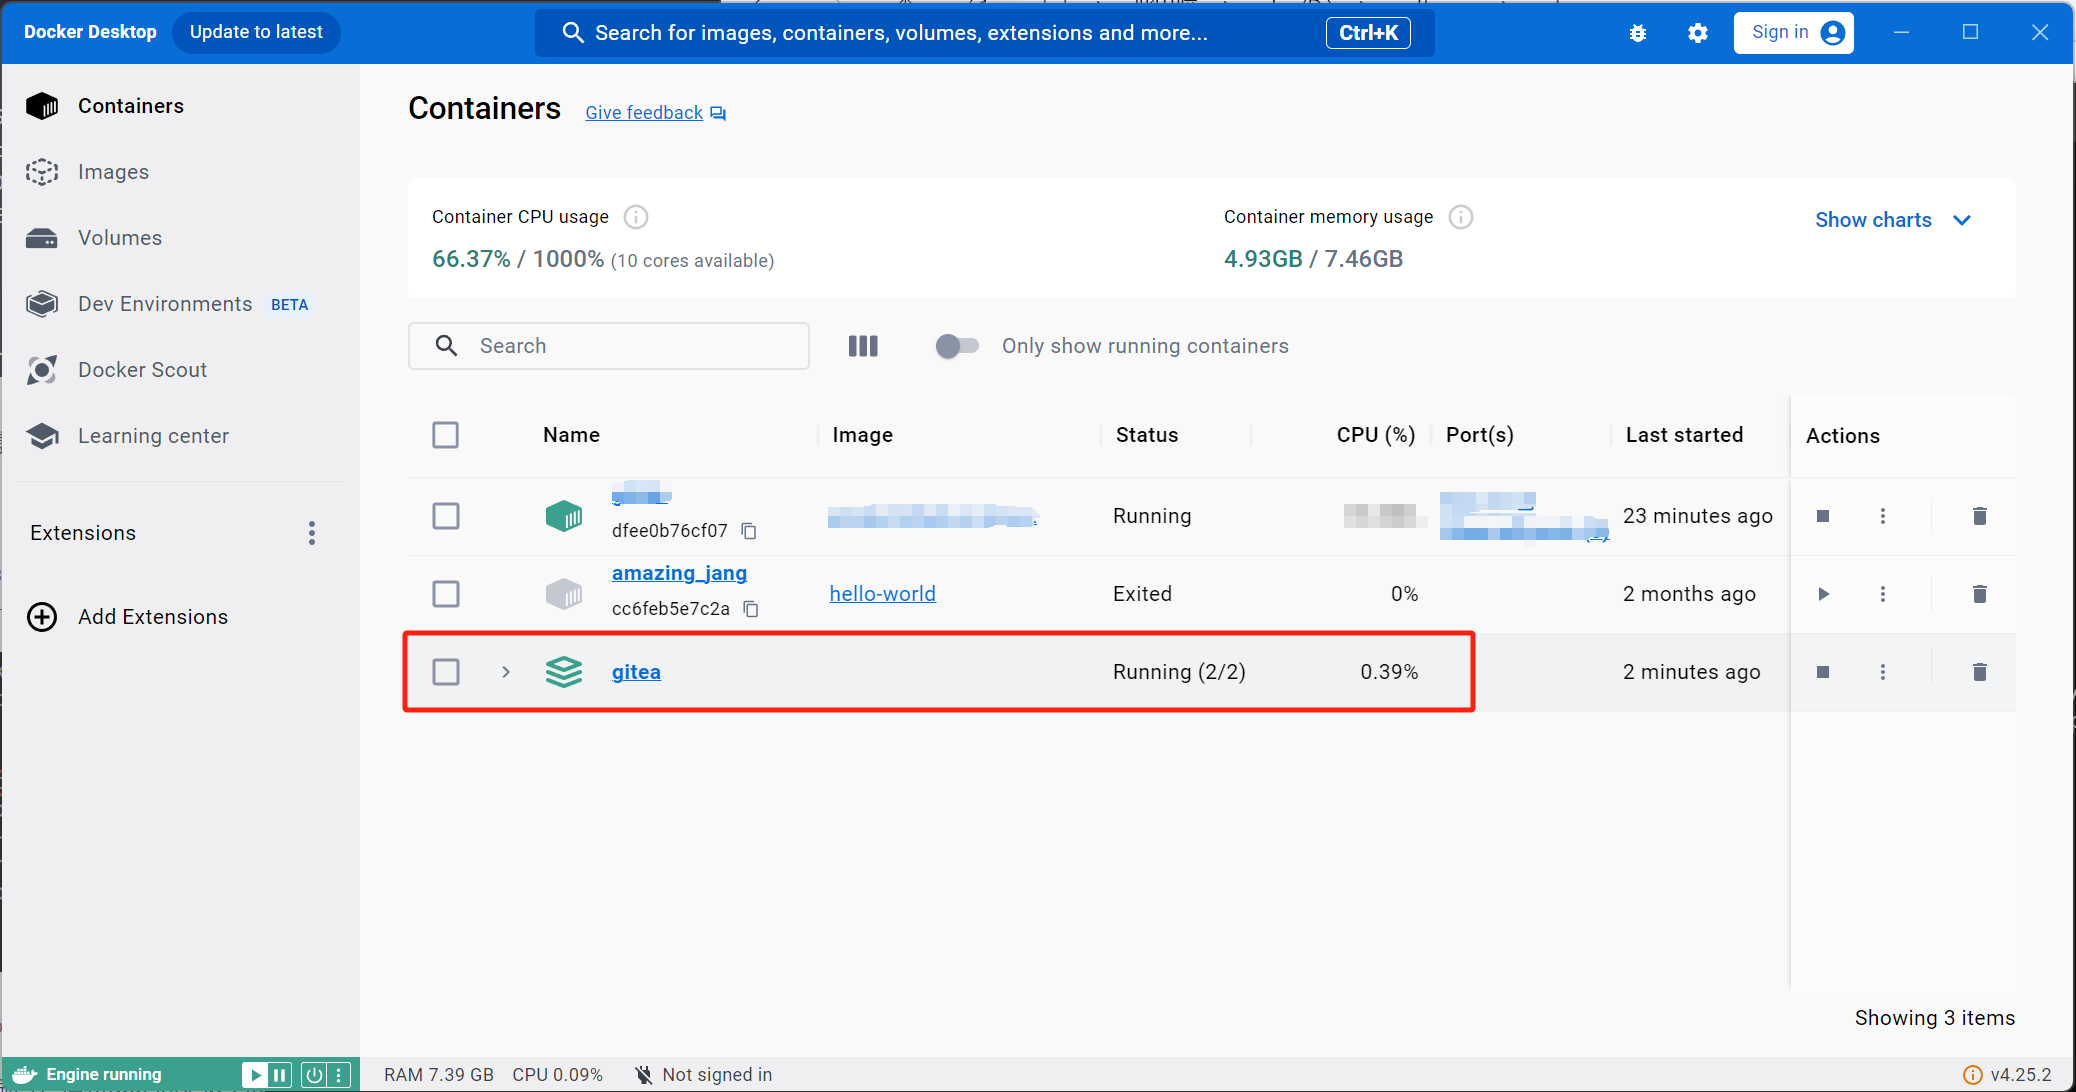 Docker Desktop
Update to latest
Search for images, containers, volumes, extensions and more...
Ctrl+K
Sign in
Containers
Images
Volumes
Dev Environments BETA
Docker Scout
Learning center
Extensions
Add Extensions
Containers
Give feedback
Container CPU usage
66.37% / 1000% (10 cores available)
Container memory usage
4.93GB / 7.46GB
Show charts
Search
Only show running containers
Name Image Status CPU (%) Port(s) Last started Actions
dfee0b76cf07 Running 23 minutes ago
amazing_jang
cc6feb5e7c2a hello-world Exited 0% 2 months ago
gitea Running (2/2) 0.39% 2 minutes ago
Showing 3 items
Engine running
RAM 7.39 GB CPU 0.09% Not signed in
v4.25.2